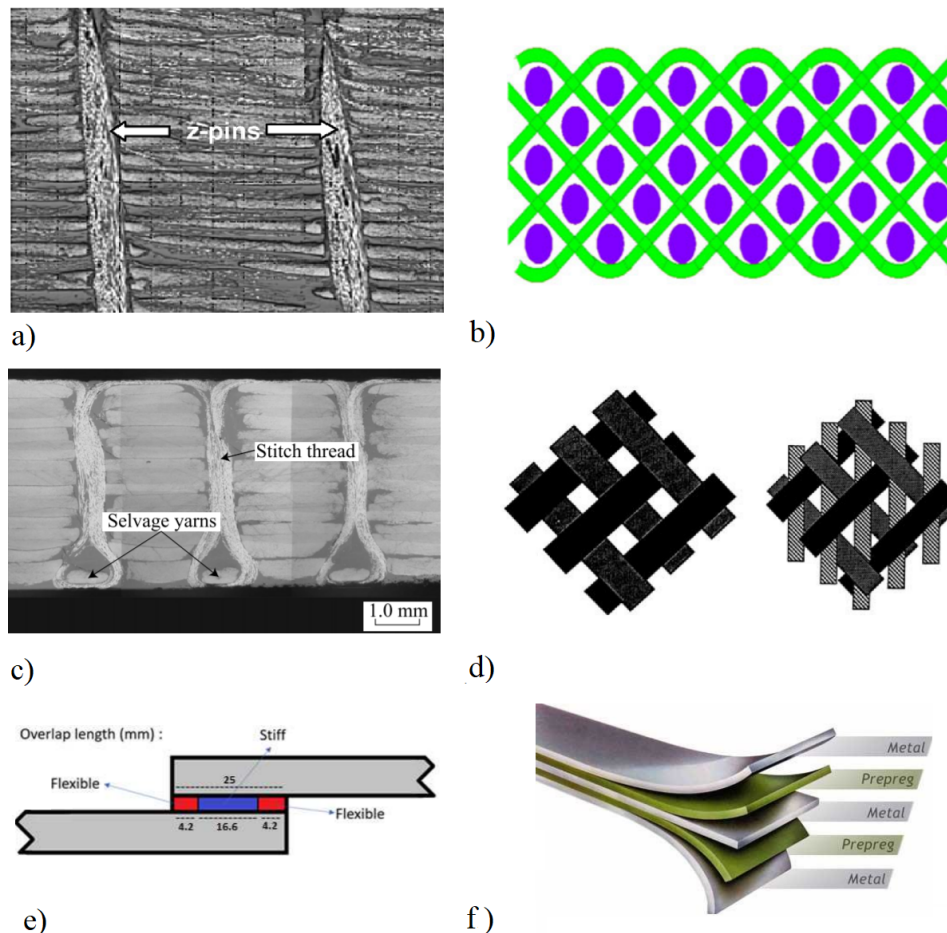 z-pins
a)
b)
Stitch thread
Selvage yarns
1.0 mm
c)
d)
Overlap length (mm) :
Stiff
Flexible
25
Flexible
4.2
16.6
4.2
e)
Metal
Prepreg
Metal
Prepreg
Metal
f)